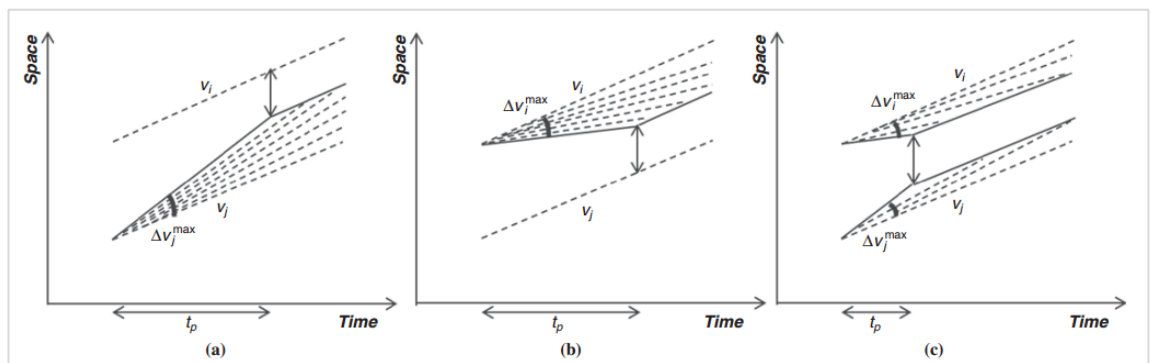 Space
v_i
v_j
Δv_j^max
t_p
Time
(a)
Space
v_i
Δv_i^max
v_j
t_p
Time
(b)
Space
v_i
Δv_i^max
v_j
Δv_j^max
t_p
Time
(c)